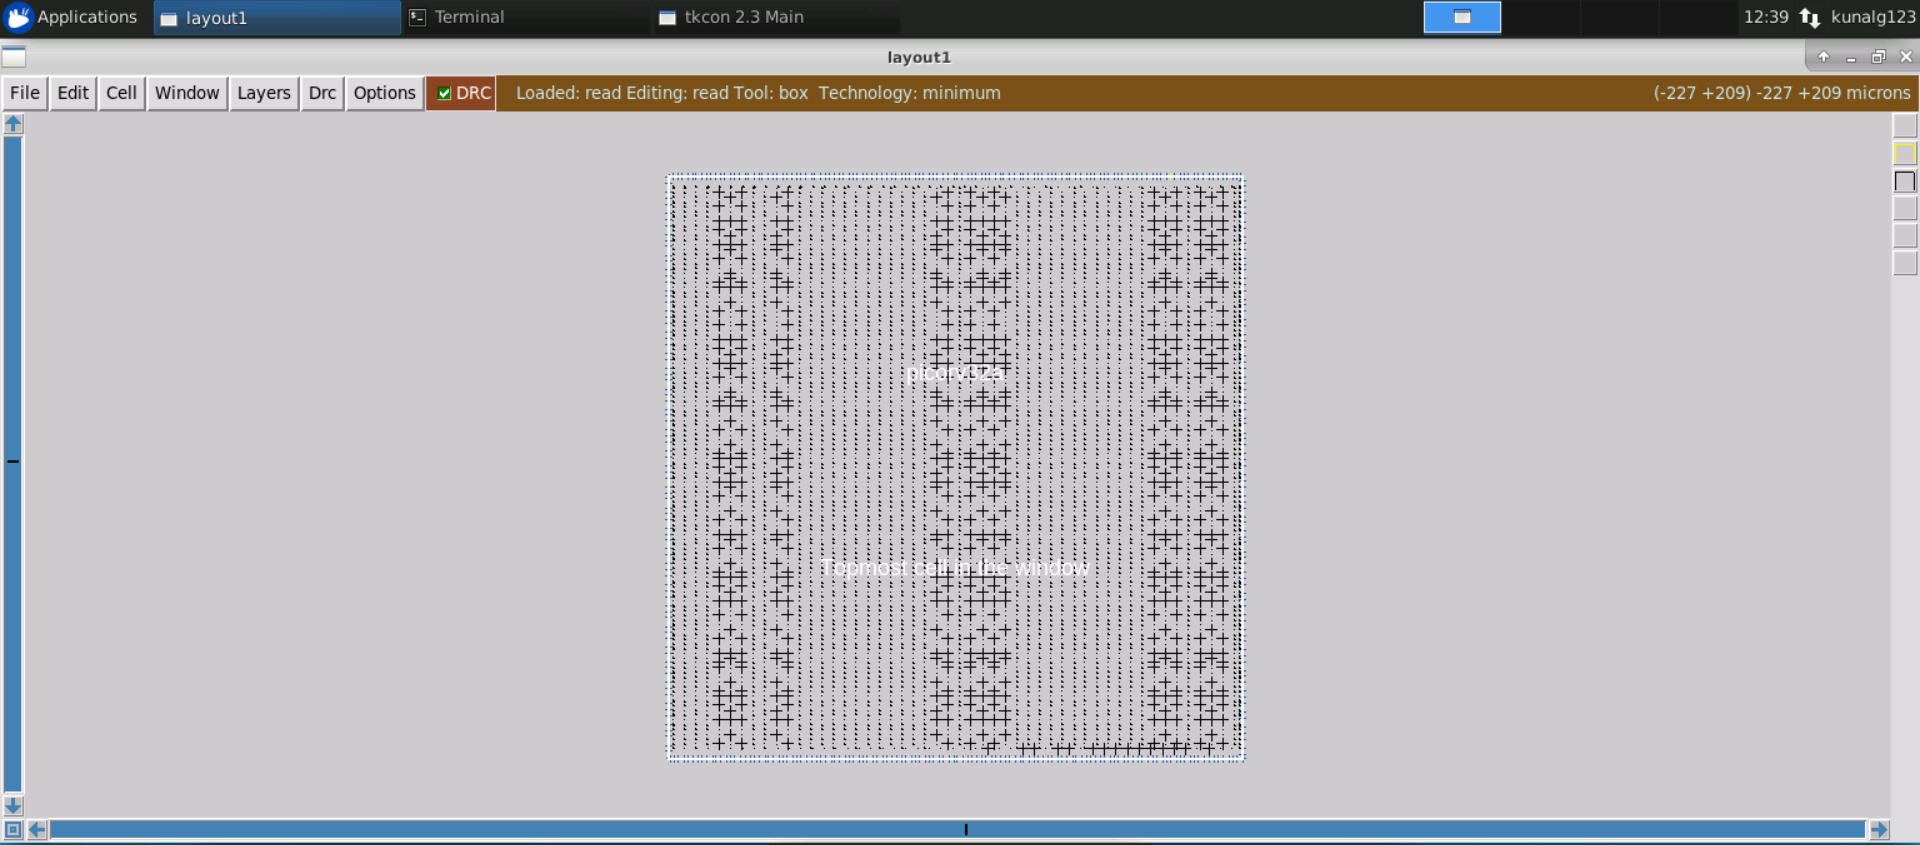 Applications layout1 Terminal tkcon 2.3 Main 12:39 kunalg123
layout1
File Edit Cell Window Layers Drc Options DRC Loaded: read Editing: read Tool: box Technology: minimum (-227 +209) -227 +209 microns
picorv32a
Topmost cell in the window